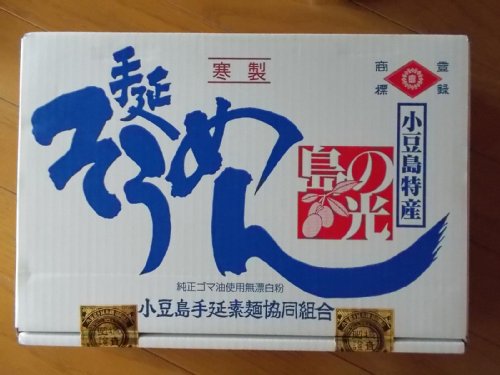 寒製
登録
商標
手延
そうめん
島の光
小豆島特産
純正ゴマ油使用無漂白粉
小豆島手延素麺協同組合